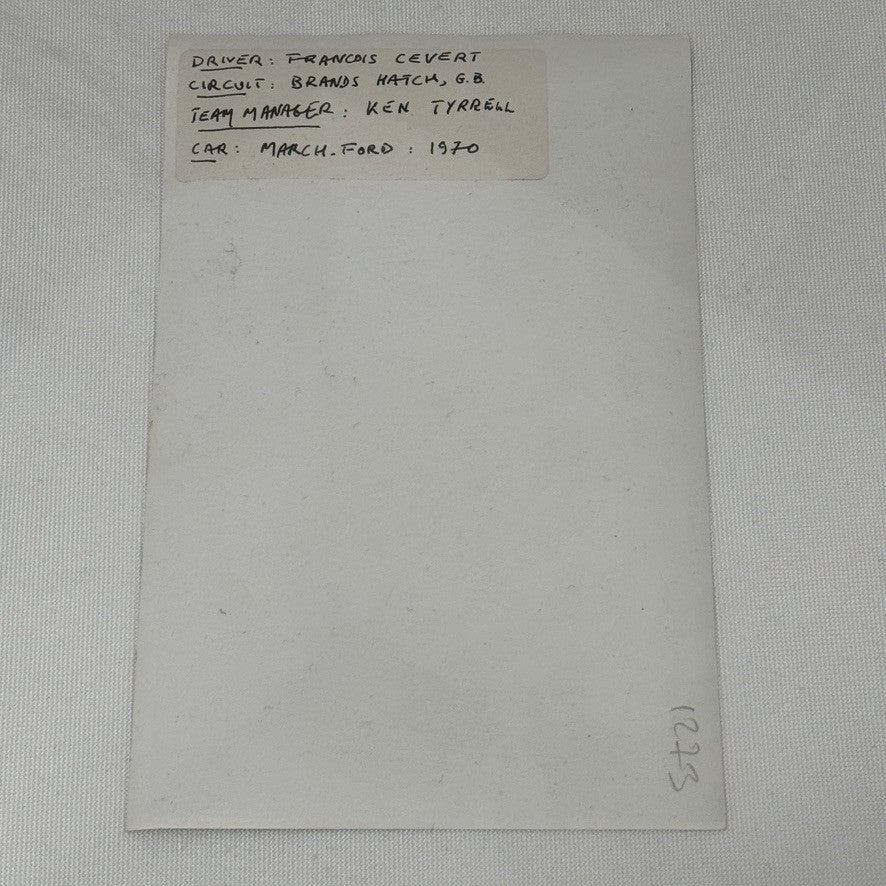 DRIVER: FRANCOIS CEVERT
CIRCUIT: BRANDS HATCH, G.B.
TEAM MANAGER: KEN TYRRELL
CAR: MARCH-FORD: 1970
1273